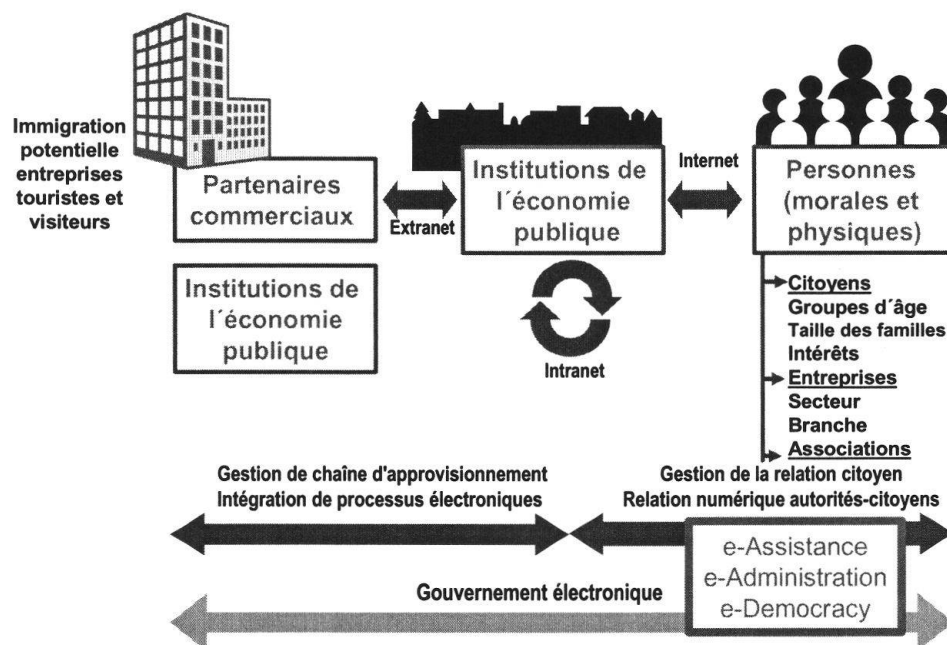 Immigration
potentielle
entreprises
touristes et
visiteurs
Partenaires
commerciaux
Extranet
Institutions de
l´économie
publique
Internet
Personnes
(morales et
physiques)
Institutions de
l´économie
publique
Intranet
Citoyens
Groupes d´âge
Taille des familles
Intérêts
Entreprises
Secteur
Branche
Associations
Gestion de chaîne d'approvisionnement
Intégration de processus électroniques
Gestion de la relation citoyen
Relation numérique autorités-citoyens
e-Assistance
e-Administration
e-Democracy
Gouvernement électronique